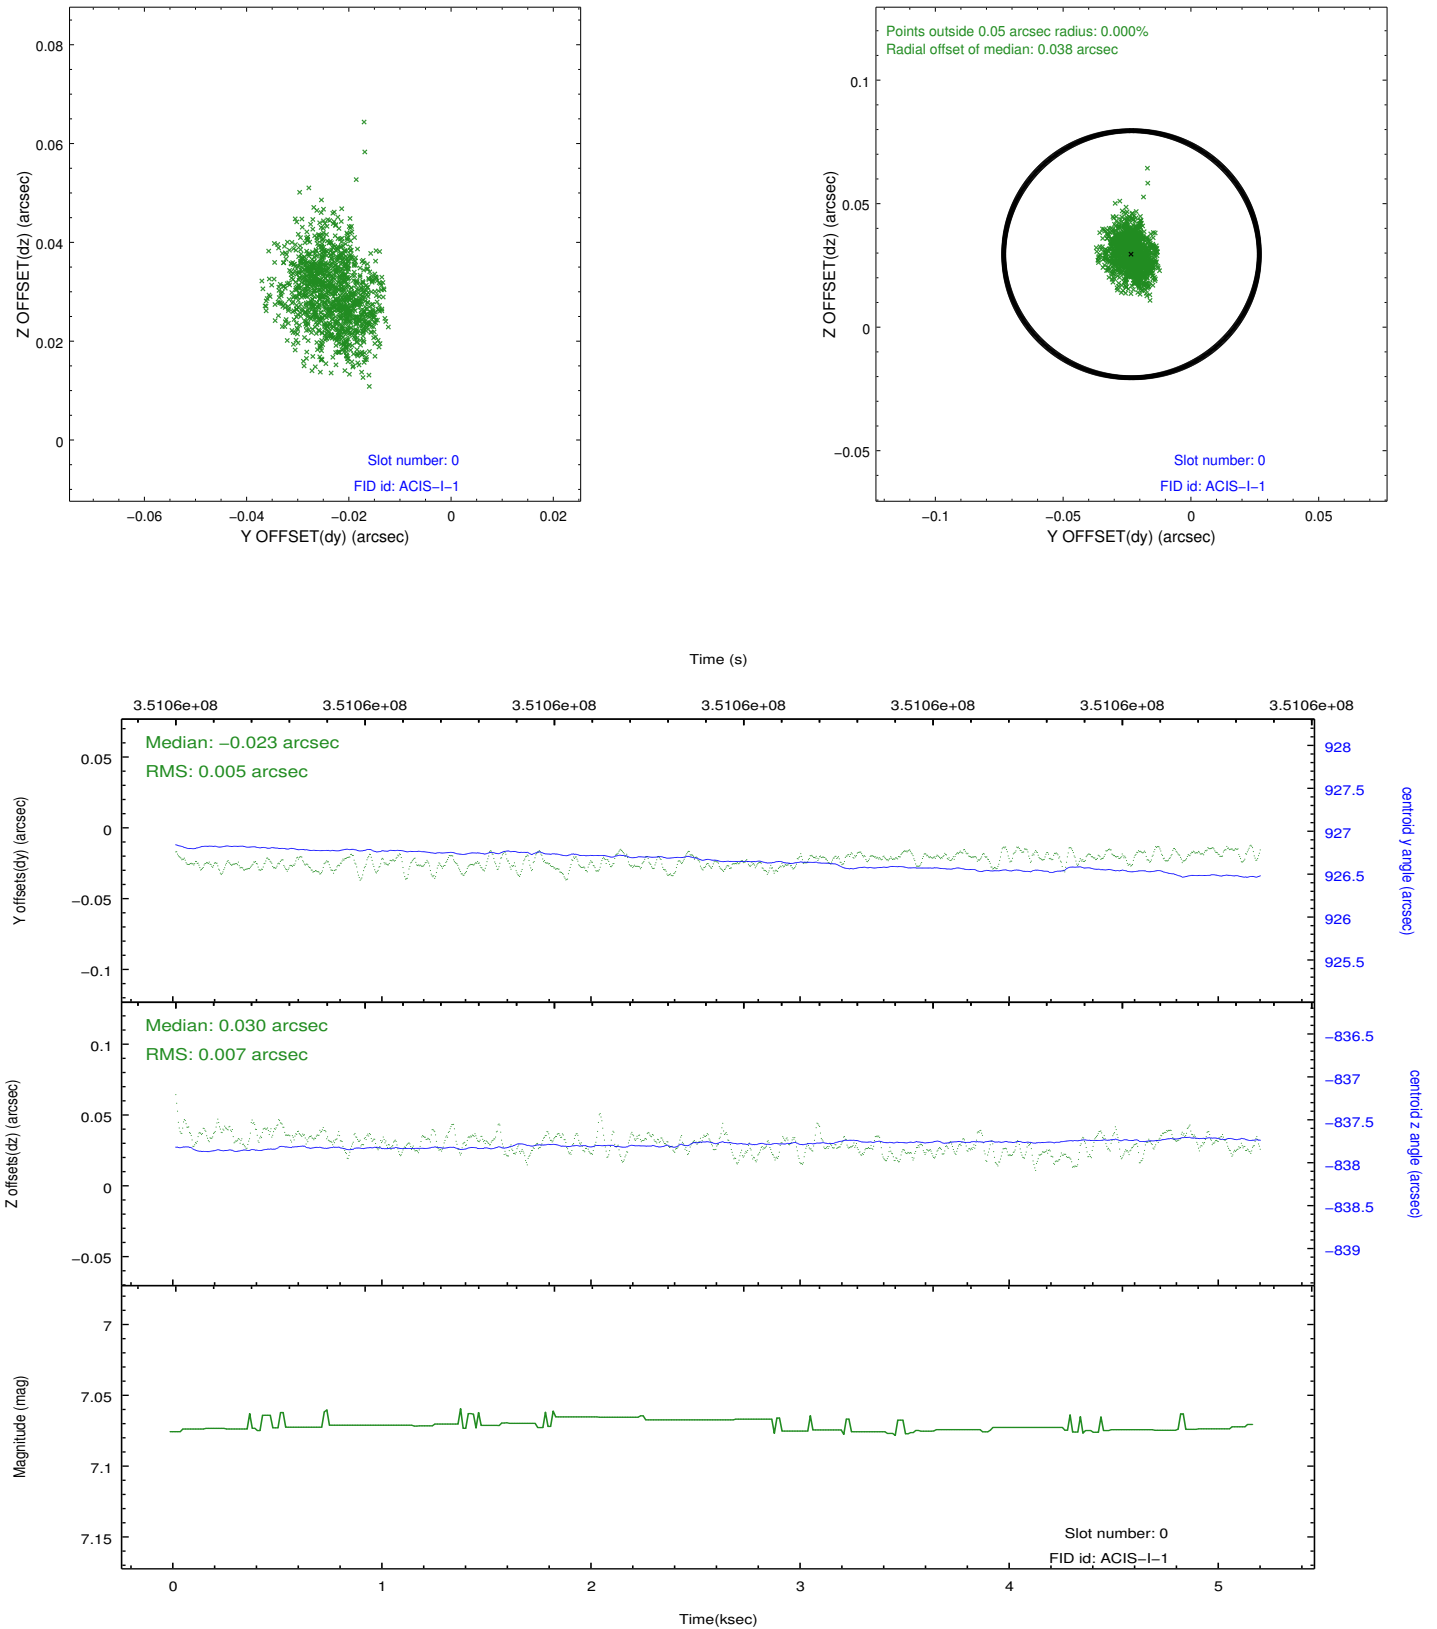 0.08
0.06
0.04
0.02
0
Z OFFSET(dz) (arcsec)
Slot number: 0
FID id: ACIS−I−1
−0.06
−0.04
−0.02
0
0.02
Y OFFSET(dy) (arcsec)
Points outside 0.05 arcsec radius: 0.000%
Radial offset of median: 0.038 arcsec
0.1
0.05
0
−0.05
Z OFFSET(dz) (arcsec)
Slot number: 0
FID id: ACIS−I−1
−0.1
−0.05
0
0.05
Y OFFSET(dy) (arcsec)
Time (s)
3.5106e+08
3.5106e+08
3.5106e+08
3.5106e+08
3.5106e+08
3.5106e+08
3.5106e+08
Median: −0.023 arcsec
RMS: 0.005 arcsec
0.05
0
−0.05
−0.1
Y offsets(dy) (arcsec)
928
927.5
927
926.5
926
925.5
centroid y angle (arcsec)
Median: 0.030 arcsec
RMS: 0.007 arcsec
0.1
0.05
0
−0.05
Z offsets(dz) (arcsec)
−836.5
−837
−837.5
−838
−838.5
−839
centroid z angle (arcsec)
7
7.05
7.1
7.15
Magnitude (mag)
Slot number: 0
FID id: ACIS−I−1
0
1
2
3
4
5
Time(ksec)